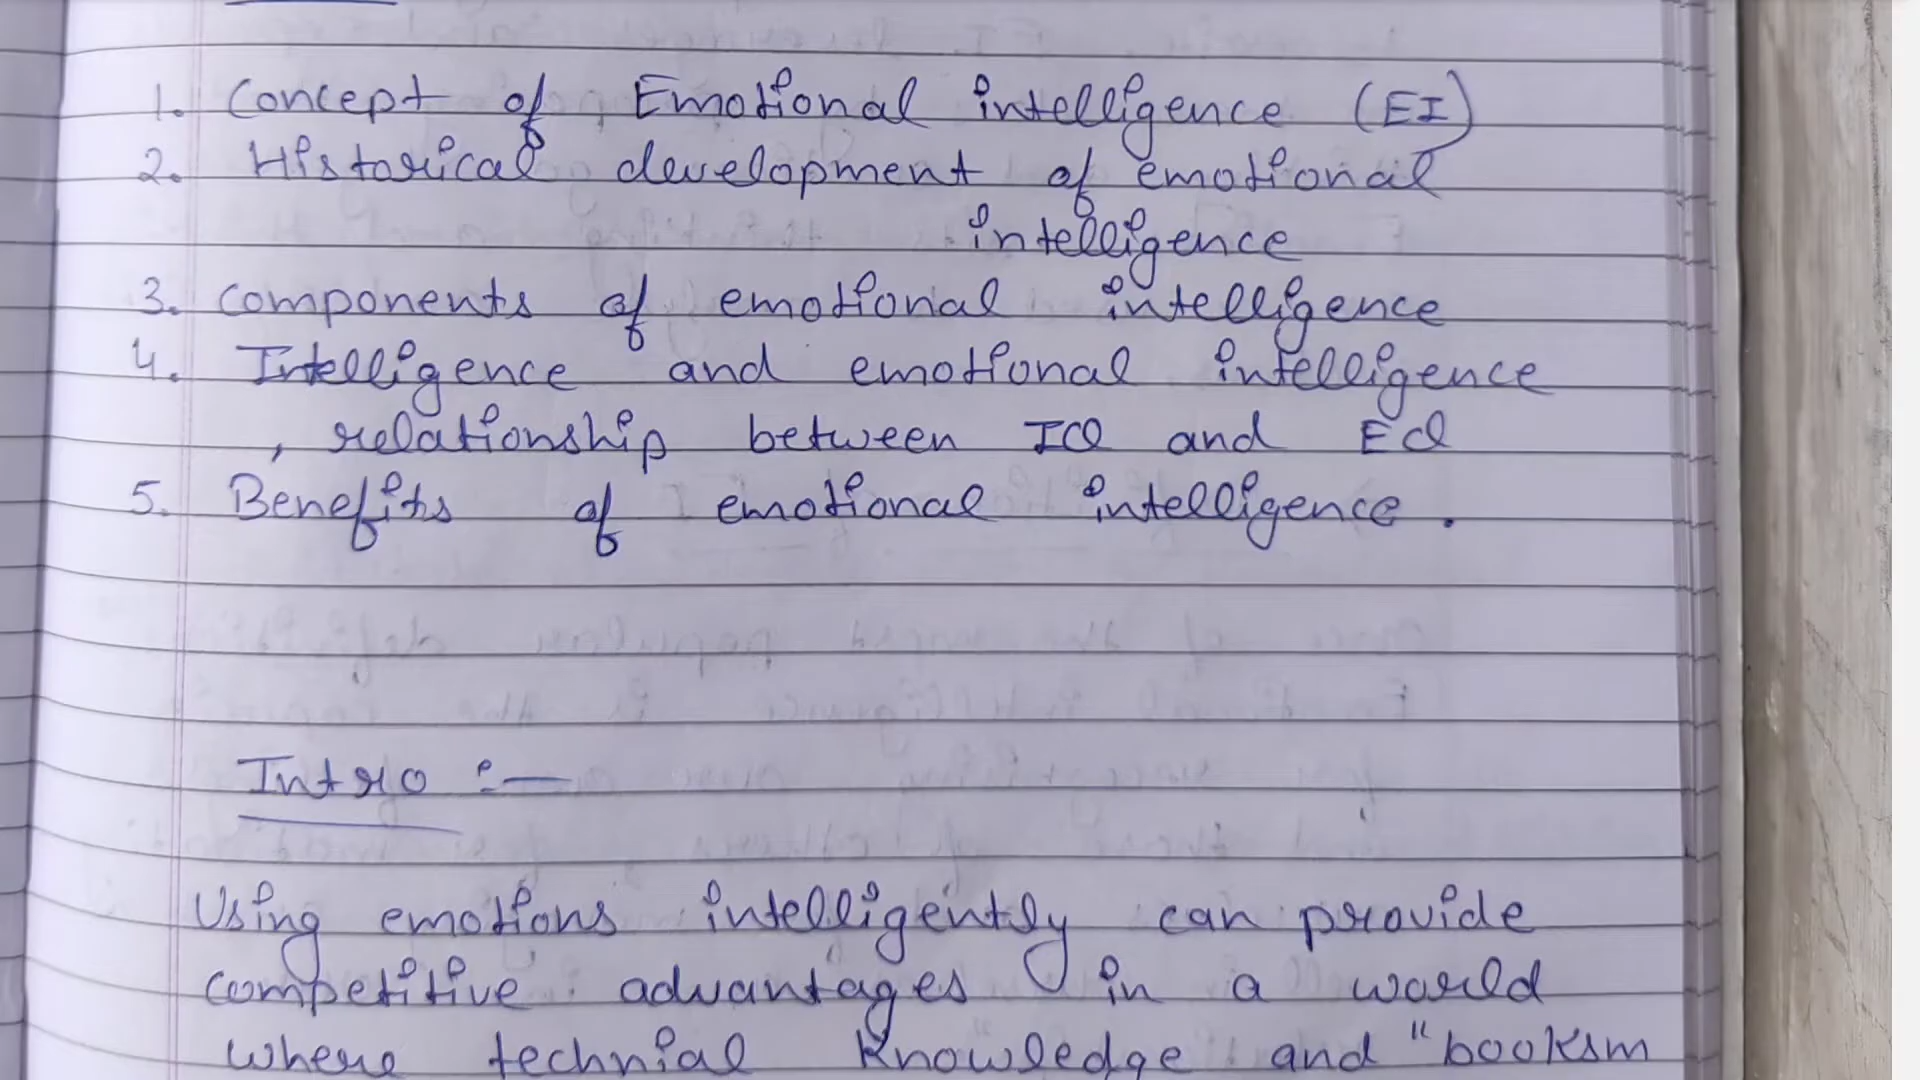 1. Concept of Emotional intelligence (EI)
2. Historical development of emotional
intelligence
3. components of emotional intelligence
4. Intelligence and emotional intelligence
, relationship between IQ and EQ
5. Benefits of emotional intelligence.
Intro :—
Using emotions intelligently can provide
competitive advantages in a world
where technial knowledge and "booksm